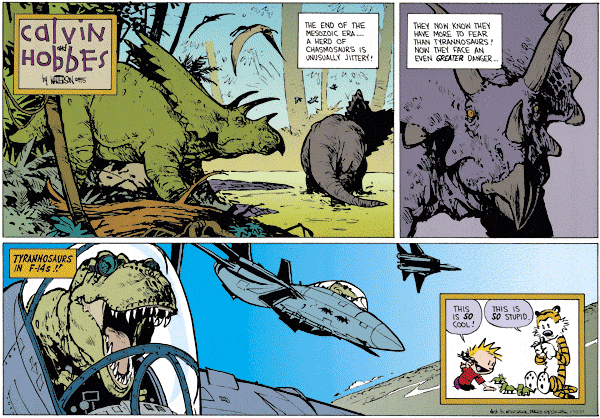 Calvin
and
HobbEs
by WATTERSON
THE END OF THE
MESOZOIC ERA....
A HERD OF
CHASMOSAURS IS
UNUSUALLY JITTERY!
THEY NOW KNOW THEY
HAVE MORE TO FEAR
THAN TYRANNOSAURS!
NOW THEY FACE AN
EVEN GREATER DANGER...
TYRANNOSAURS
IN F-14s!!
THIS
IS SO
COOL!
THIS IS
SO STUPID.